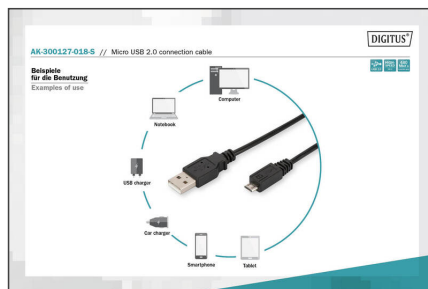 DIGITUS®
AK-300127-018-S // Micro USB 2.0 connection cable
Beispiele
für die Benutzung
Examples of use
Computer
Notebook
USB charger
Car charger
Smartphone
Tablet